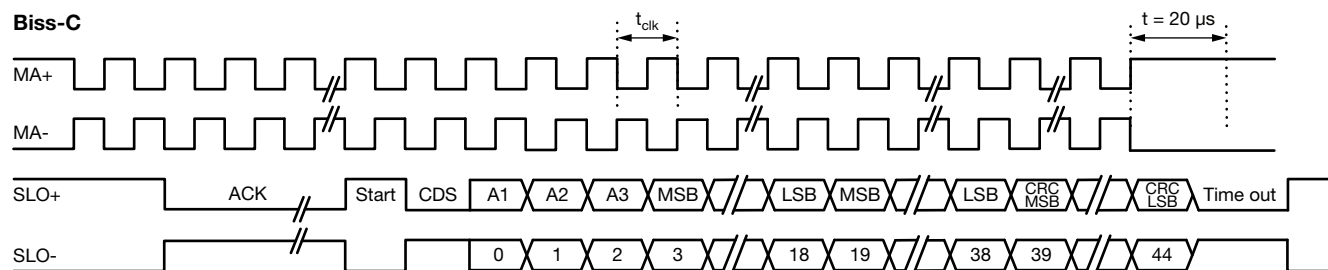 Biss-C
t_clk
t = 20 µs
MA+
MA-
SLO+ ACK Start CDS A1 A2 A3 MSB LSB MSB LSB CRC MSB CRC LSB Time out
SLO- 0 1 2 3 18 19 38 39 44